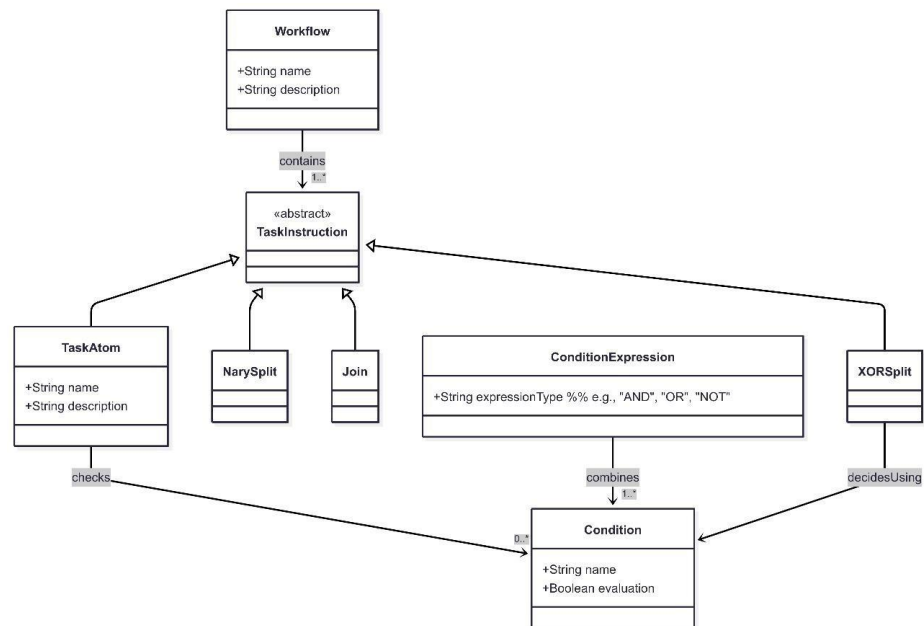 Workflow
+String name
+String description
contains
1..*
«abstract»
TaskInstruction
TaskAtom
+String name
+String description
NarySplit
Join
ConditionExpression
+String expressionType %% e.g., "AND", "OR", "NOT"
XORSplit
checks
combines
1..*
decidesUsing
0..*
Condition
+String name
+Boolean evaluation